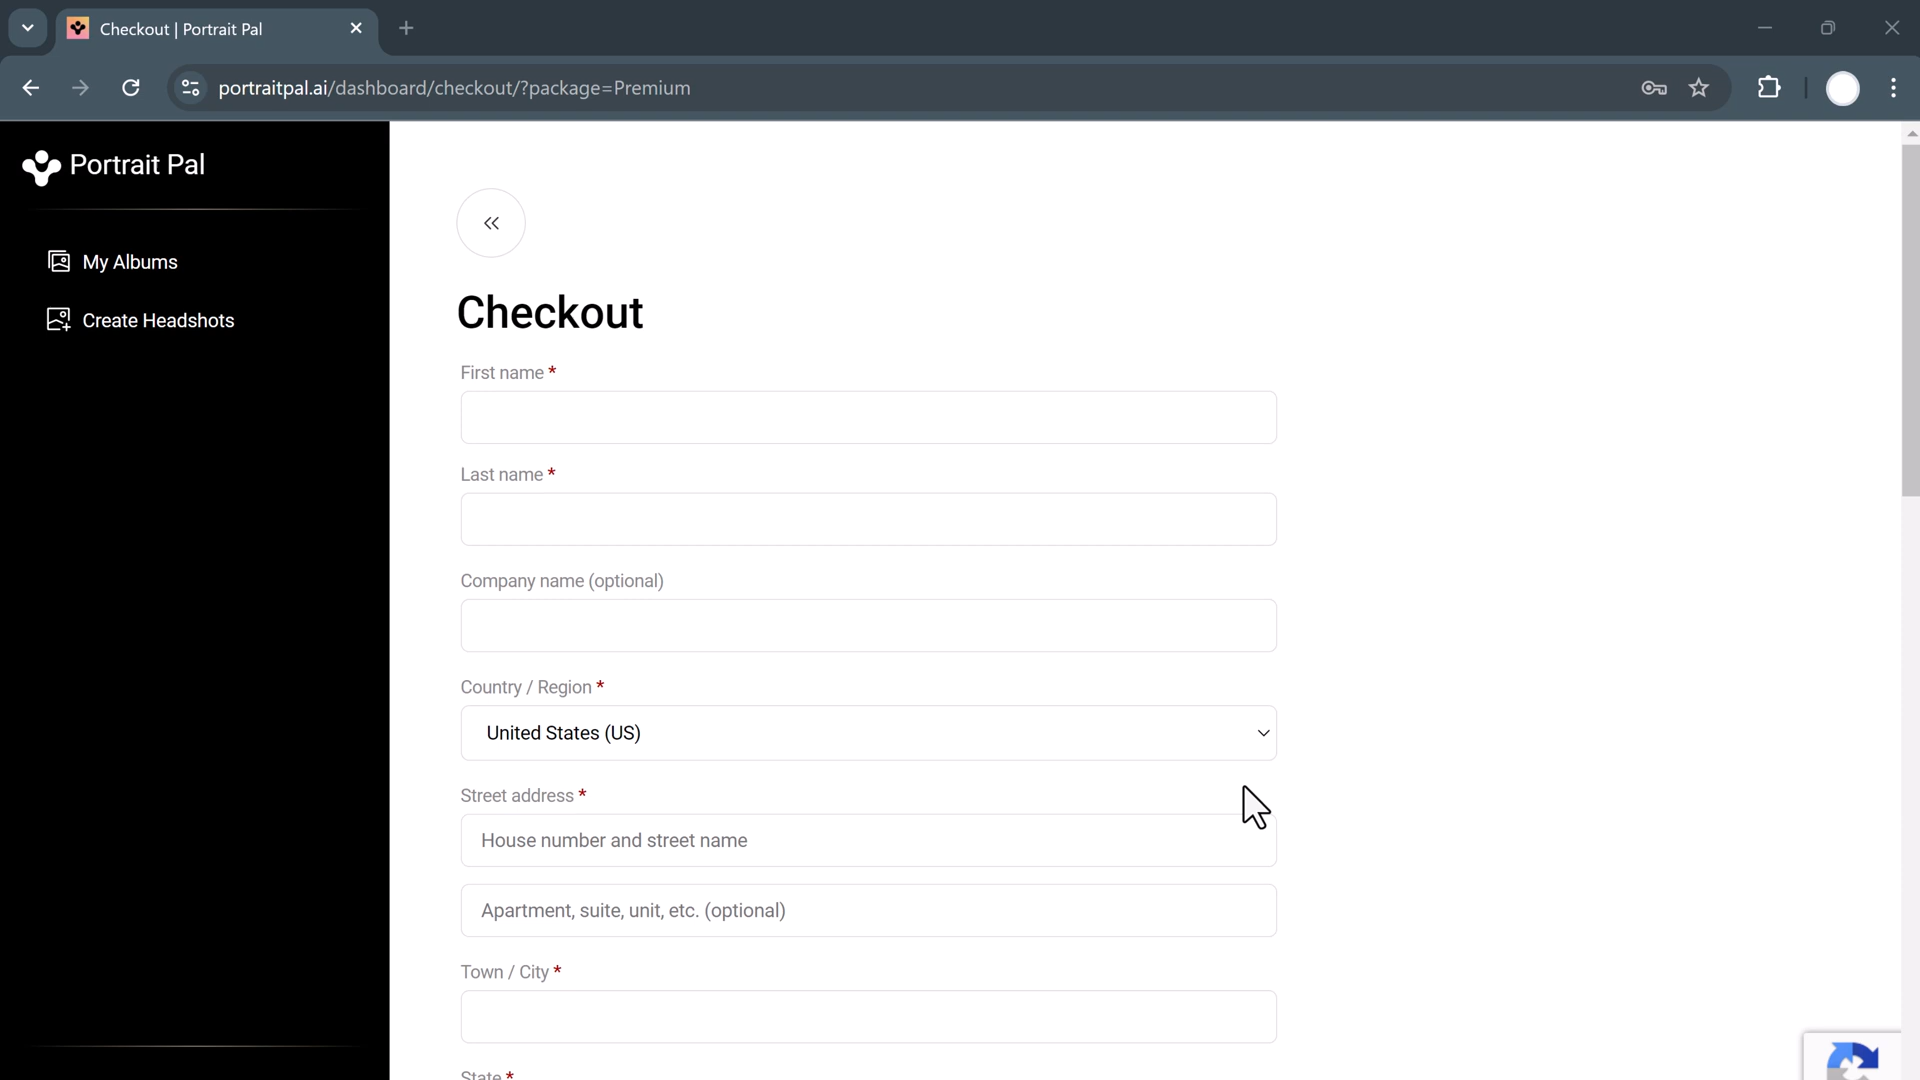 Checkout | Portrait Pal
portraitpal.ai/dashboard/checkout/?package=Premium
Portrait Pal
My Albums
Create Headshots
Checkout
First name *
Last name *
Company name (optional)
Country / Region *
United States (US)
Street address *
House number and street name
Apartment, suite, unit, etc. (optional)
Town / City *
State *